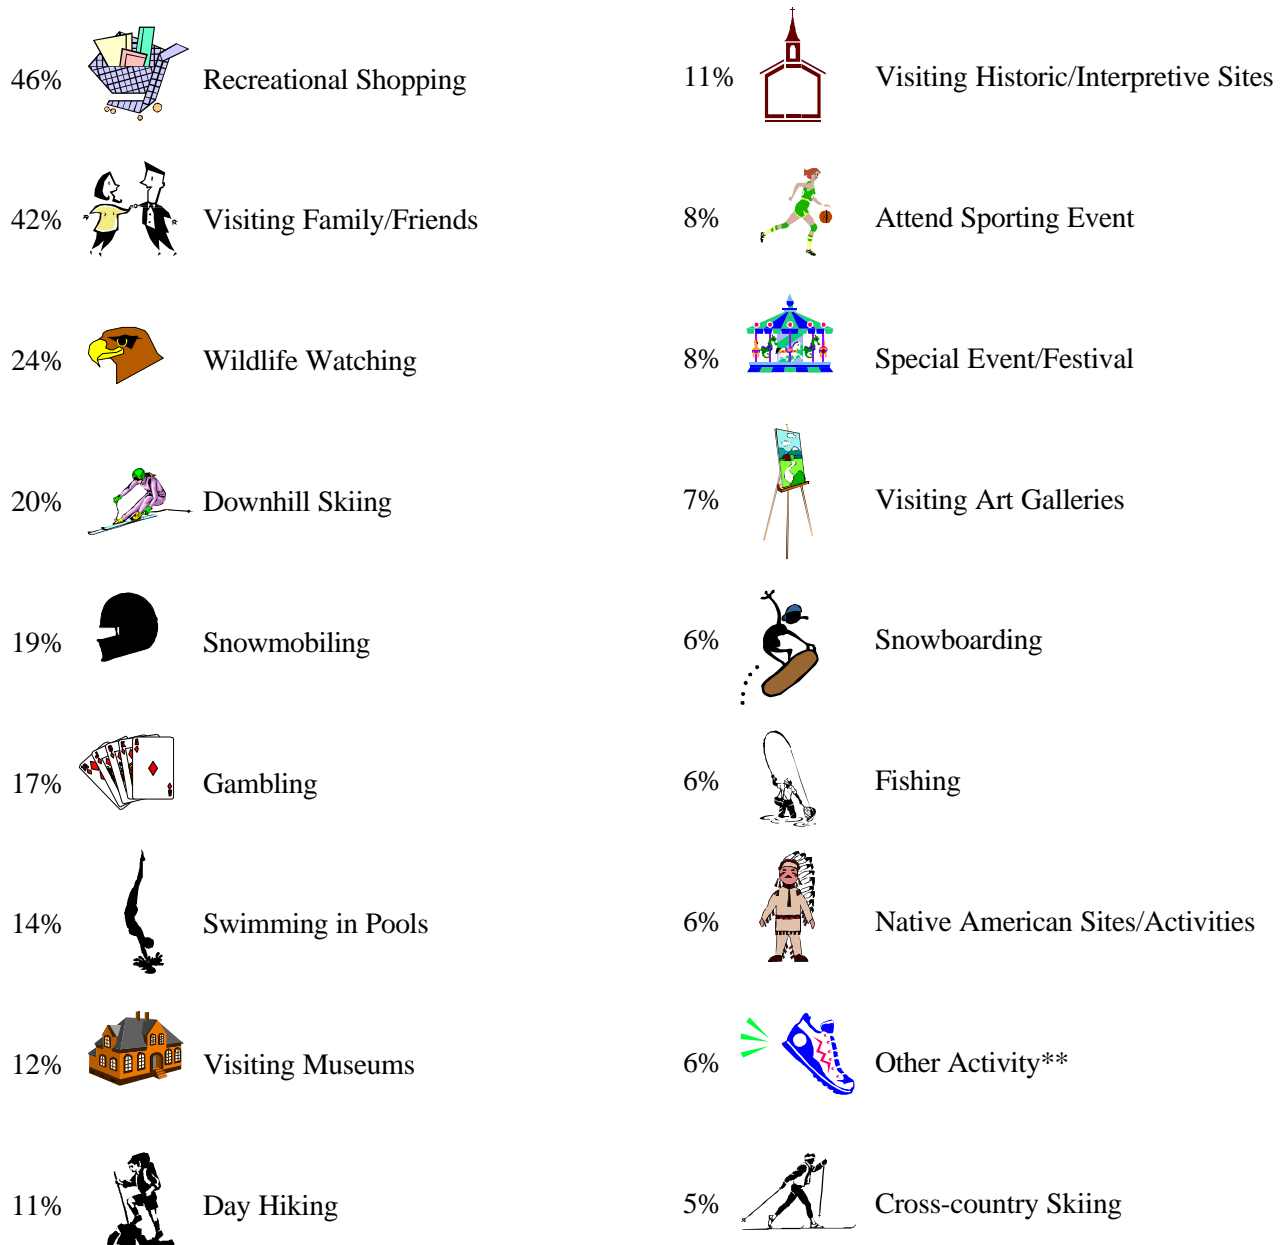 46% Recreational Shopping
42% Visiting Family/Friends
24% Wildlife Watching
20% Downhill Skiing
19% Snowmobiling
17% Gambling
14% Swimming in Pools
12% Visiting Museums
11% Day Hiking
11% Visiting Historic/Interpretive Sites
8% Attend Sporting Event
8% Special Event/Festival
7% Visiting Art Galleries
6% Snowboarding
6% Fishing
6% Native American Sites/Activities
6% Other Activity**
5% Cross-country Skiing